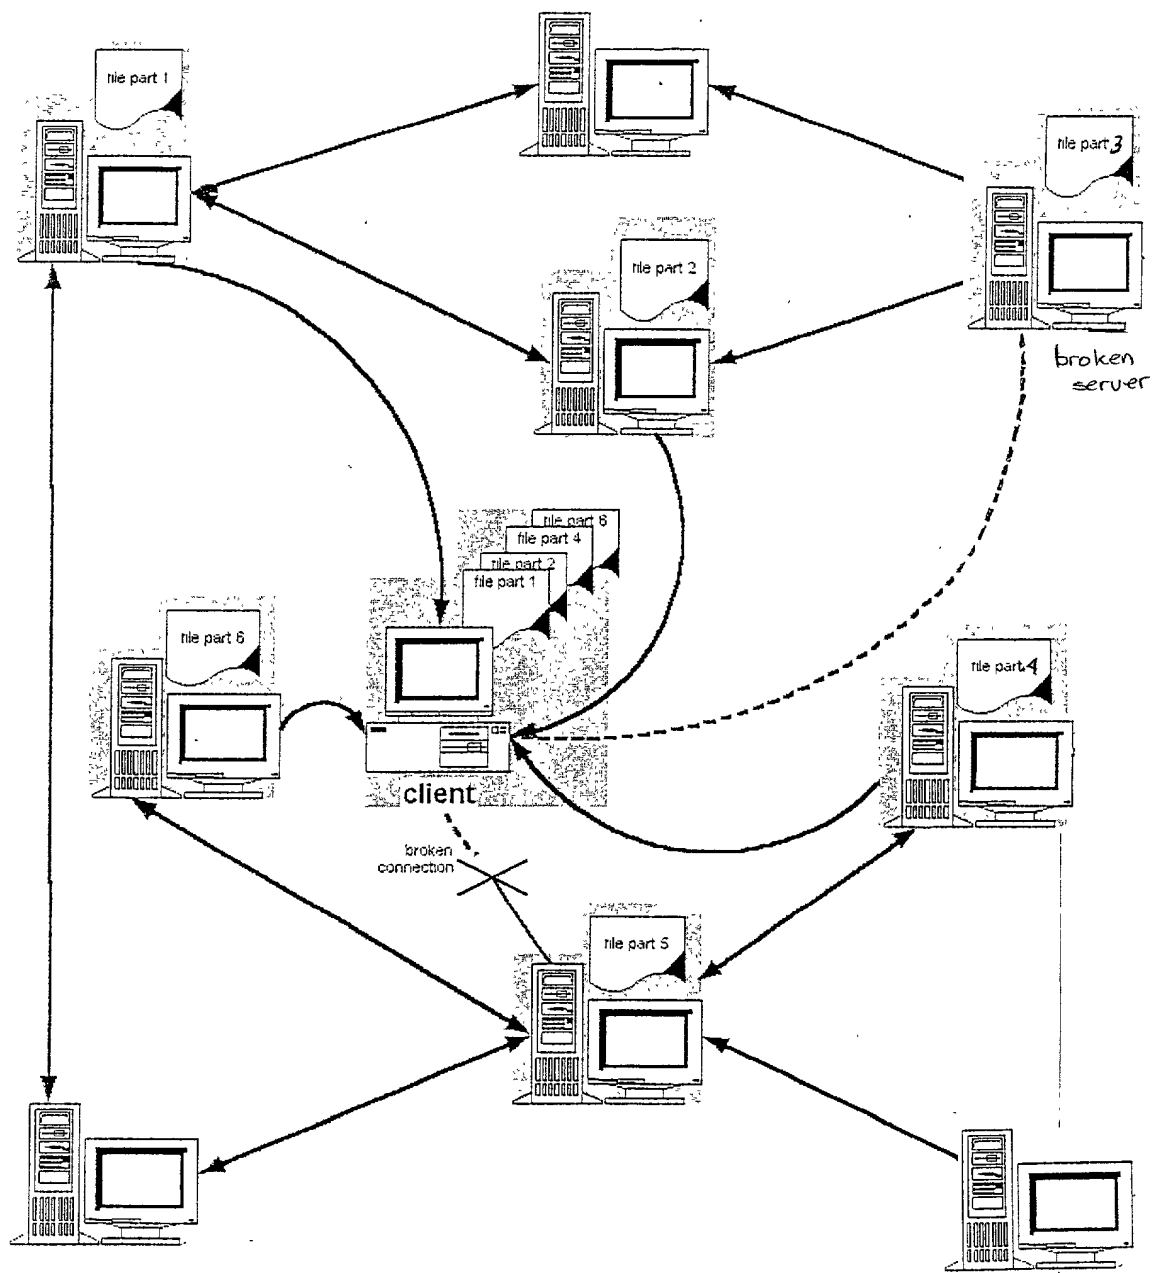 file part 1
file part 3
file part 2
broken
server
file part 6
file part 4
file part 2
file part 1
file part 6
file part 4
client
broken
connection
file part 5